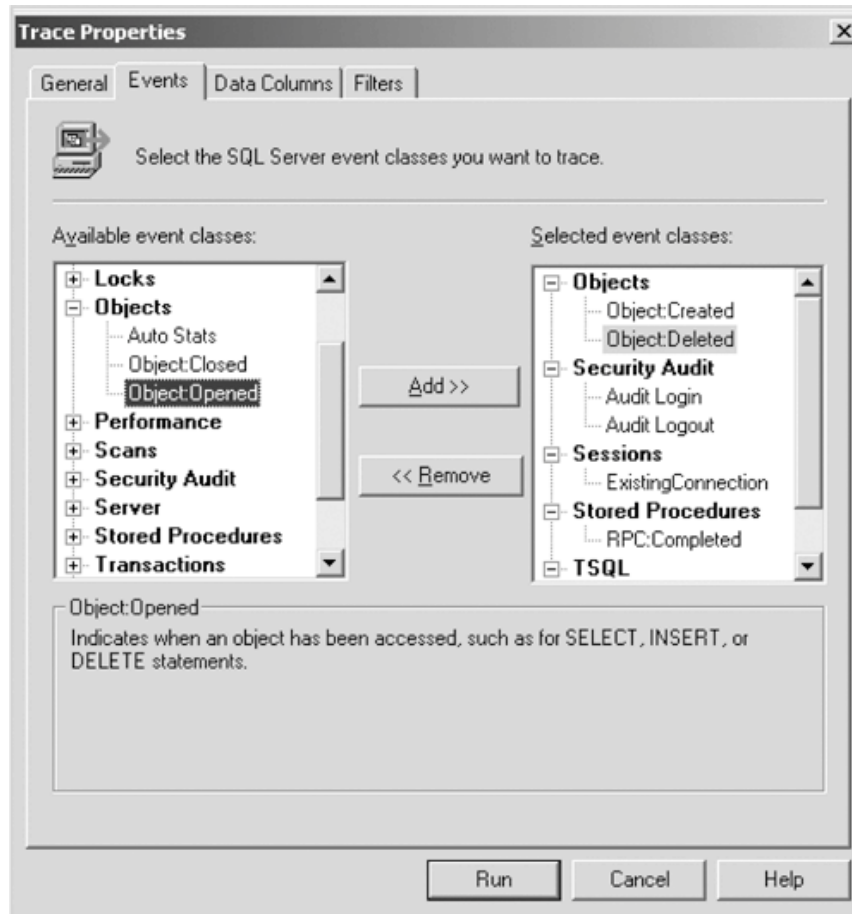 Trace Properties
General Events Data Columns Filters
Select the SQL Server event classes you want to trace.
Available event classes:
Locks
Objects
Auto Stats
Object:Closed
Object:Opened
Performance
Scans
Security Audit
Server
Stored Procedures
Transactions
Add >>
<< Remove
Selected event classes:
Objects
Object:Created
Object:Deleted
Security Audit
Audit Login
Audit Logout
Sessions
ExistingConnection
Stored Procedures
RPC:Completed
TSQL
Object:Opened
Indicates when an object has been accessed, such as for SELECT, INSERT, or
DELETE statements.
Run Cancel Help